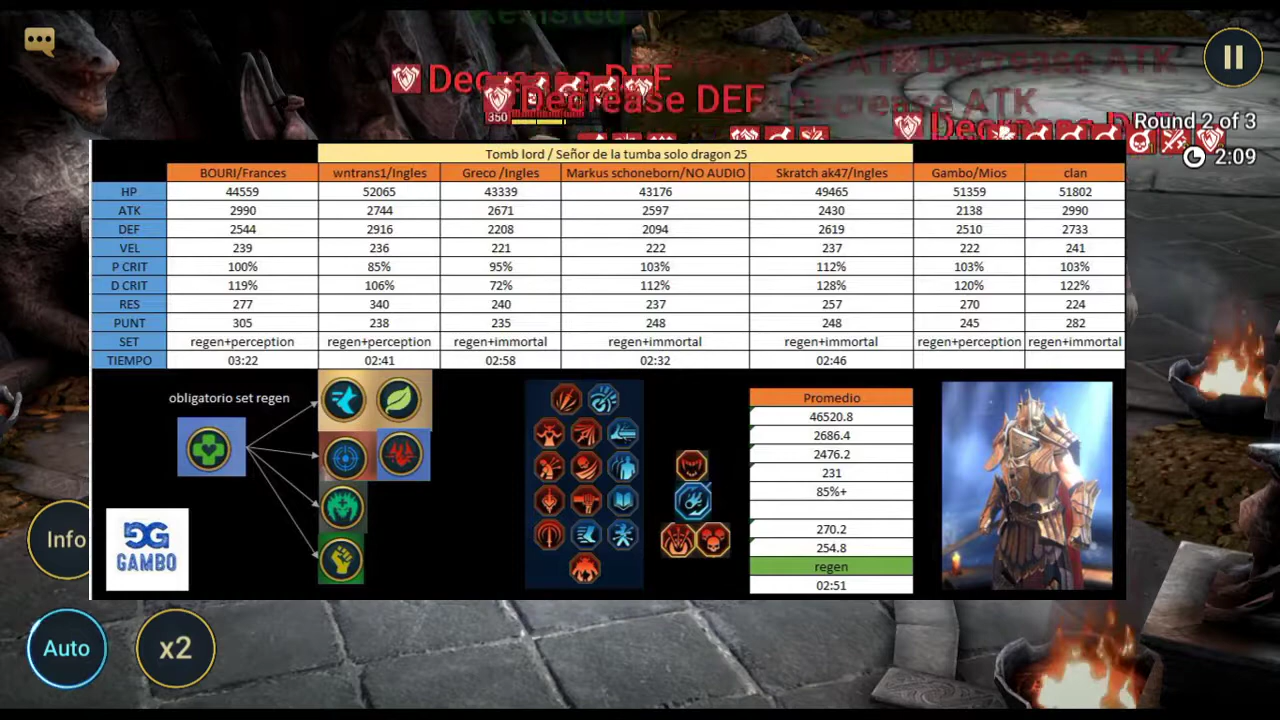 Resisted
Decrease DEF
Decrease ATK
Decrease DEF
Decrease ATK
350
Decrease DEF
Round 2 of 3
2:09
Tomb lord / Señor de la tumba solo dragon 25
BOURI/Frances wntrans1/Ingles Greco /Ingles Markus schoneborn/NO AUDIO Skratch ak47/Ingles Gambo/Mios clan
HP 44559 52065 43339 43176 49465 51359 51802
ATK 2990 2744 2671 2597 2430 2138 2990
DEF 2544 2916 2208 2094 2619 2510 2733
VEL 239 236 221 222 237 222 241
P CRIT 100% 85% 95% 103% 112% 103% 103%
D CRIT 119% 106% 72% 112% 128% 120% 122%
RES 277 340 240 237 257 270 224
PUNT 305 238 235 248 248 245 282
SET regen+perception regen+perception regen+immortal regen+immortal regen+immortal regen+perception regen+immortal
TIEMPO 03:22 02:41 02:58 02:32 02:46
obligatorio set regen
Promedio
46520.8
2686.4
2476.2
231
85%+
270.2
254.8
regen
02:51
GAMBO
Info
Auto
x2